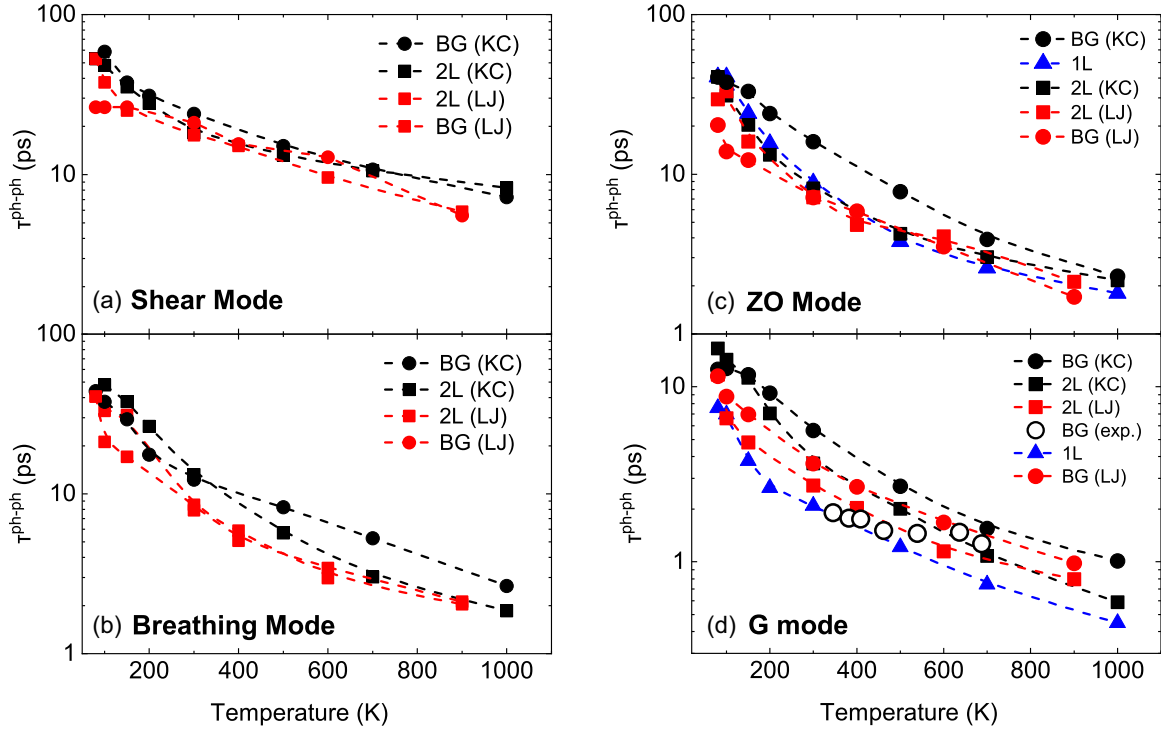 100
10
τph-ph (ps)
BG (KC)
2L (KC)
2L (LJ)
BG (LJ)
(a) Shear Mode
100
10
1
τph-ph (ps)
BG (KC)
2L (KC)
2L (LJ)
BG (LJ)
(b) Breathing Mode
200 400 600 800 1000
Temperature (K)
100
10
1
τph-ph (ps)
BG (KC)
1L
2L (KC)
2L (LJ)
BG (LJ)
(c) ZO Mode
10
1
τph-ph (ps)
BG (KC)
2L (KC)
2L (LJ)
BG (exp.)
1L
BG (LJ)
(d) G mode
200 400 600 800 1000
Temperature (K)